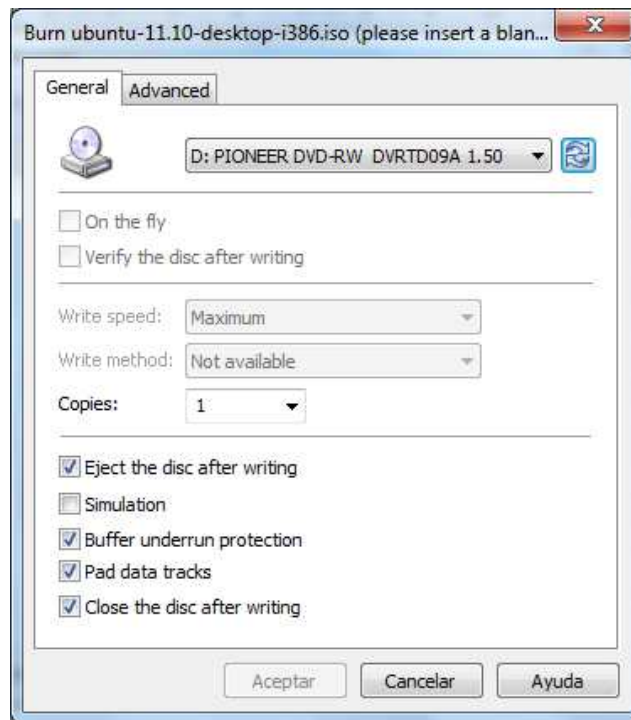 Burn ubuntu-11.10-desktop-i386.iso (please insert a blan...
General Advanced
D: PIONEER DVD-RW DVRTD09A 1.50
On the fly
Verify the disc after writing
Write speed: Maximum
Write method: Not available
Copies: 1
Eject the disc after writing
Simulation
Buffer underrun protection
Pad data tracks
Close the disc after writing
Aceptar Cancelar Ayuda